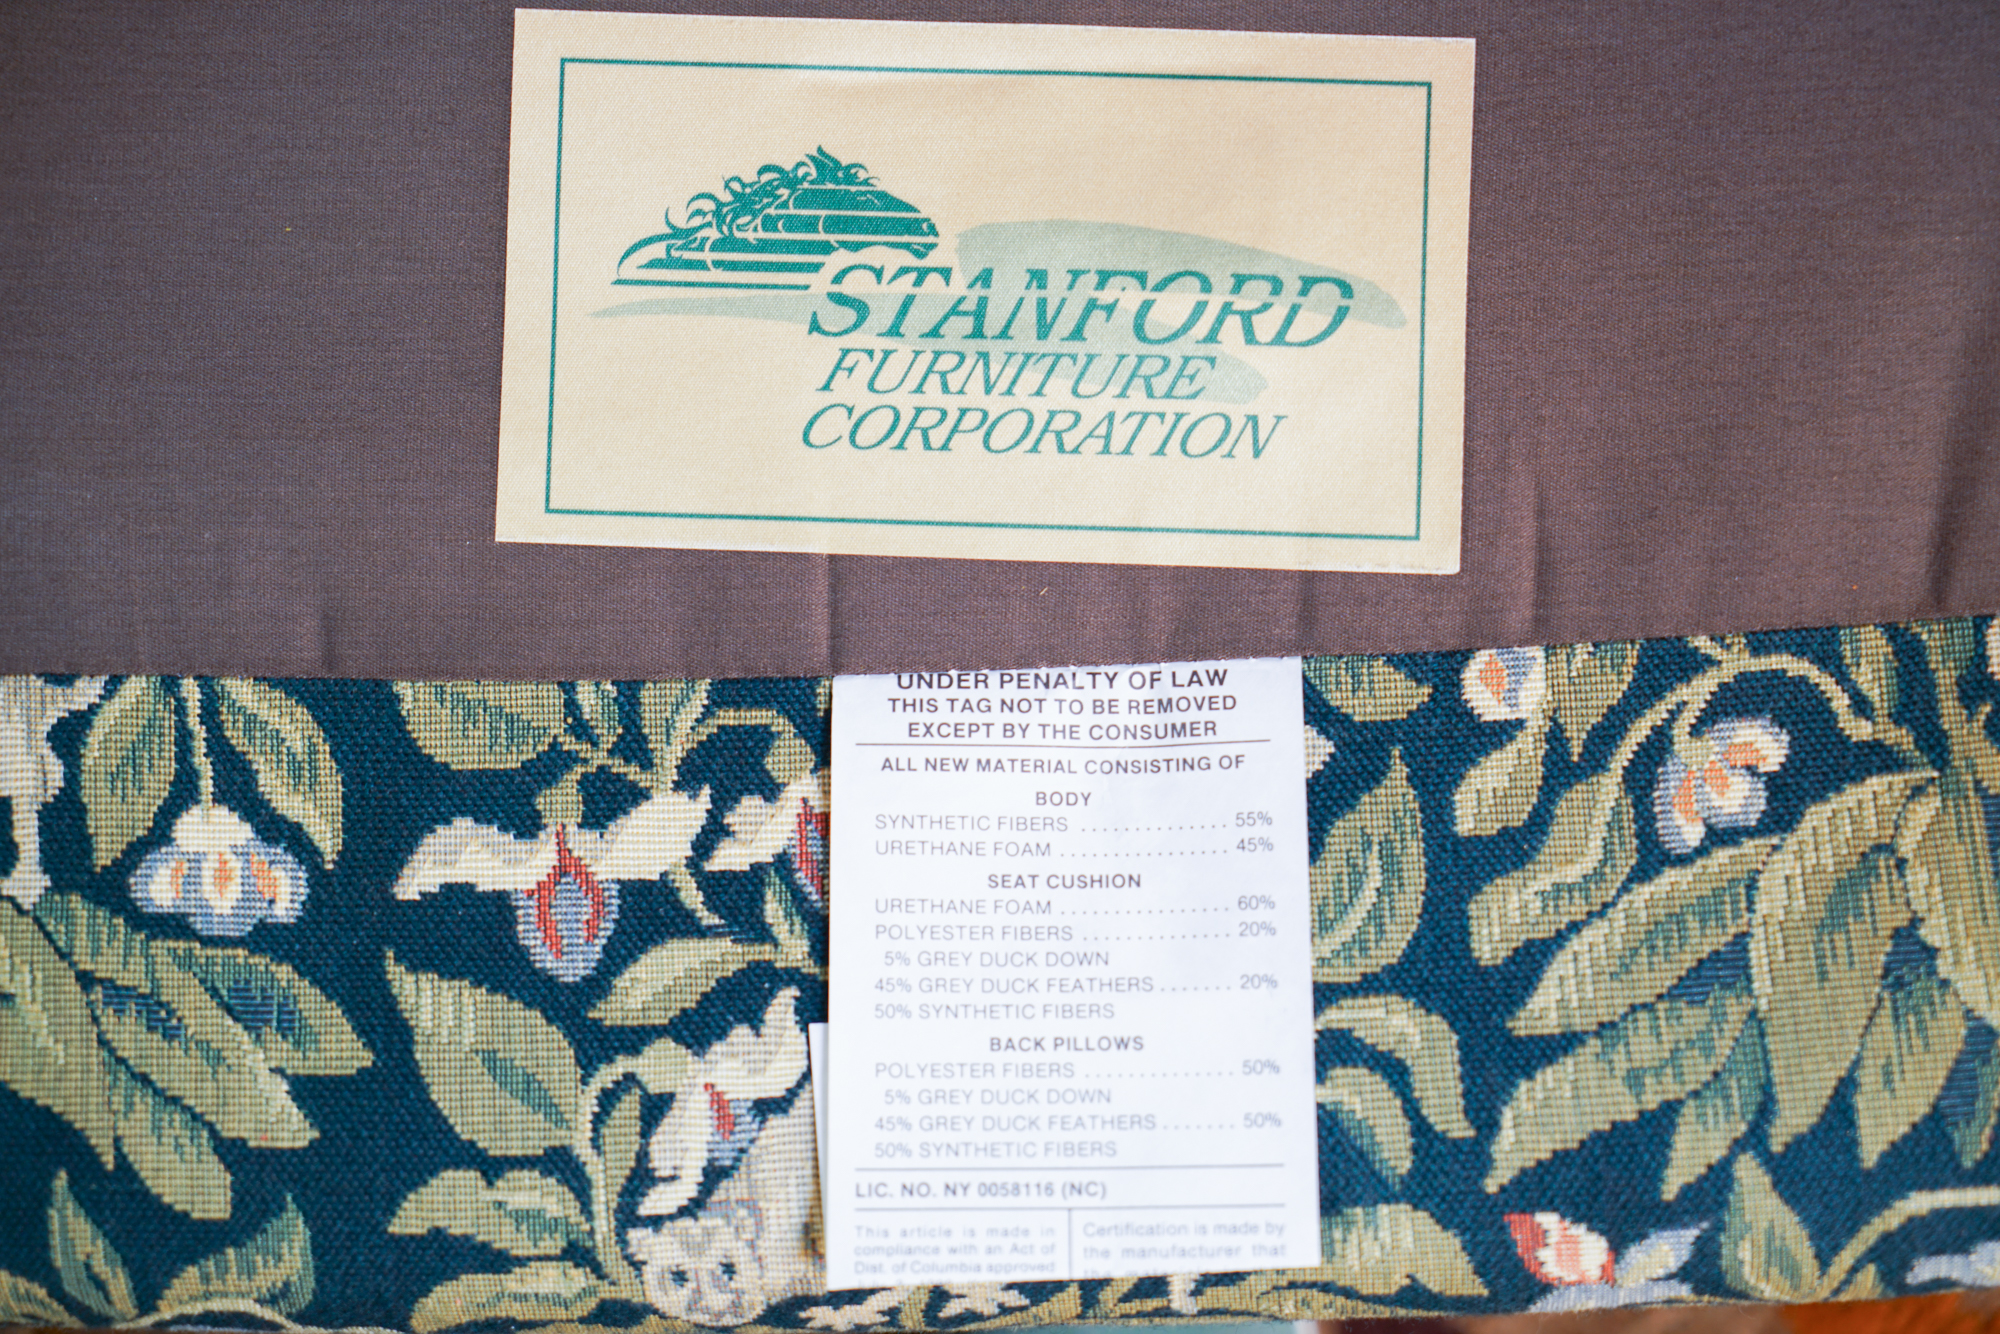 STANFORD
FURNITURE
CORPORATION
UNDER PENALTY OF LAW
THIS TAG NOT TO BE REMOVED
EXCEPT BY THE CONSUMER
ALL NEW MATERIAL CONSISTING OF
BODY
SYNTHETIC FIBERS .............. 55%
URETHANE FOAM ................ 45%
SEAT CUSHION
URETHANE FOAM ................ 60%
POLYESTER FIBERS .............. 20%
5% GREY DUCK DOWN
45% GREY DUCK FEATHERS ....... 20%
50% SYNTHETIC FIBERS
BACK PILLOWS
POLYESTER FIBERS .............. 50%
5% GREY DUCK DOWN
45% GREY DUCK FEATHERS ....... 50%
50% SYNTHETIC FIBERS
LIC. NO. NY 0058116 (NC)
This article is made in
compliance with an Act of
Dist. of Columbia approved
Certification is made by
the manufacturer that
the